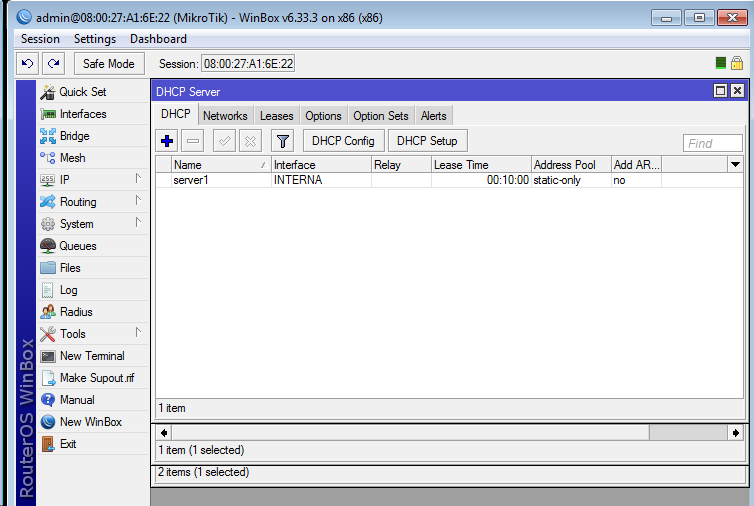 admin@08:00:27:A1:6E:22 (MikroTik) - WinBox v6.33.3 on x86 (x86)
Session Settings Dashboard
Safe Mode Session: 08:00:27:A1:6E:22
Quick Set
Interfaces
Bridge
Mesh
IP
Routing
System
Queues
Files
Log
Radius
Tools
New Terminal
Make Supout.rif
Manual
New WinBox
Exit
RouterOS WinBox
DHCP Server
DHCP Networks Leases Options Option Sets Alerts
DHCP Config DHCP Setup Find
Name Interface Relay Lease Time Address Pool Add AR...
server1 INTERNA 00:10:00 static-only no
1 item
1 item (1 selected)
2 items (1 selected)